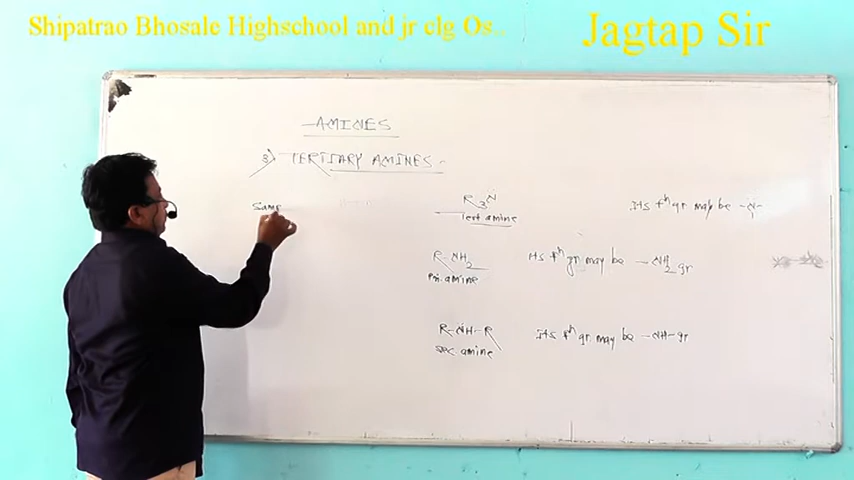 Shipatrao Bhosale Highschool and jr clg Os..
Jagtap Sir
AMINES
3) TERTIARY AMINES -
Same
R3N
Tert amine
Its fn gr may be -N-
R-NH2
Pri. amine
Its fn gr may be -NH2 gr
R-NH-R
Sec amine
Its fn gr may be -NH- gr